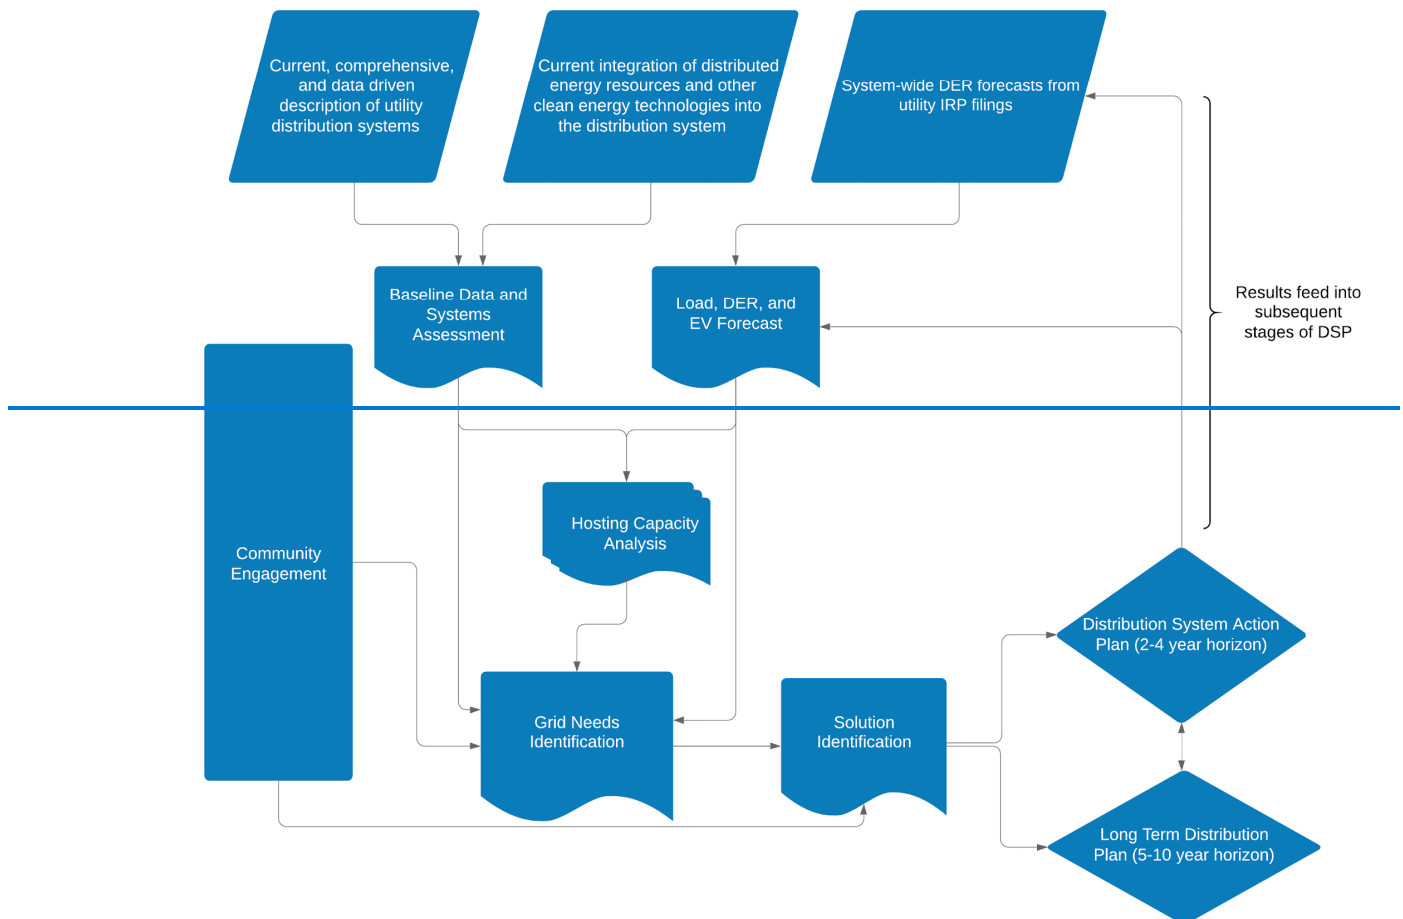 Current, comprehensive,
and data driven
description of utility
distribution systems
Current integration of distributed
energy resources and other
clean energy technologies into
the distribution system
System-wide DER forecasts from
utility IRP filings
Baseline Data and
Systems
Assessment
Load, DER, and
EV Forecast
Results feed into
subsequent
stages of DSP
Hosting Capacity
Analysis
Community
Engagement
Distribution System Action
Plan (2-4 year horizon)
Grid Needs
Identification
Solution
Identification
Long Term Distribution
Plan (5-10 year horizon)